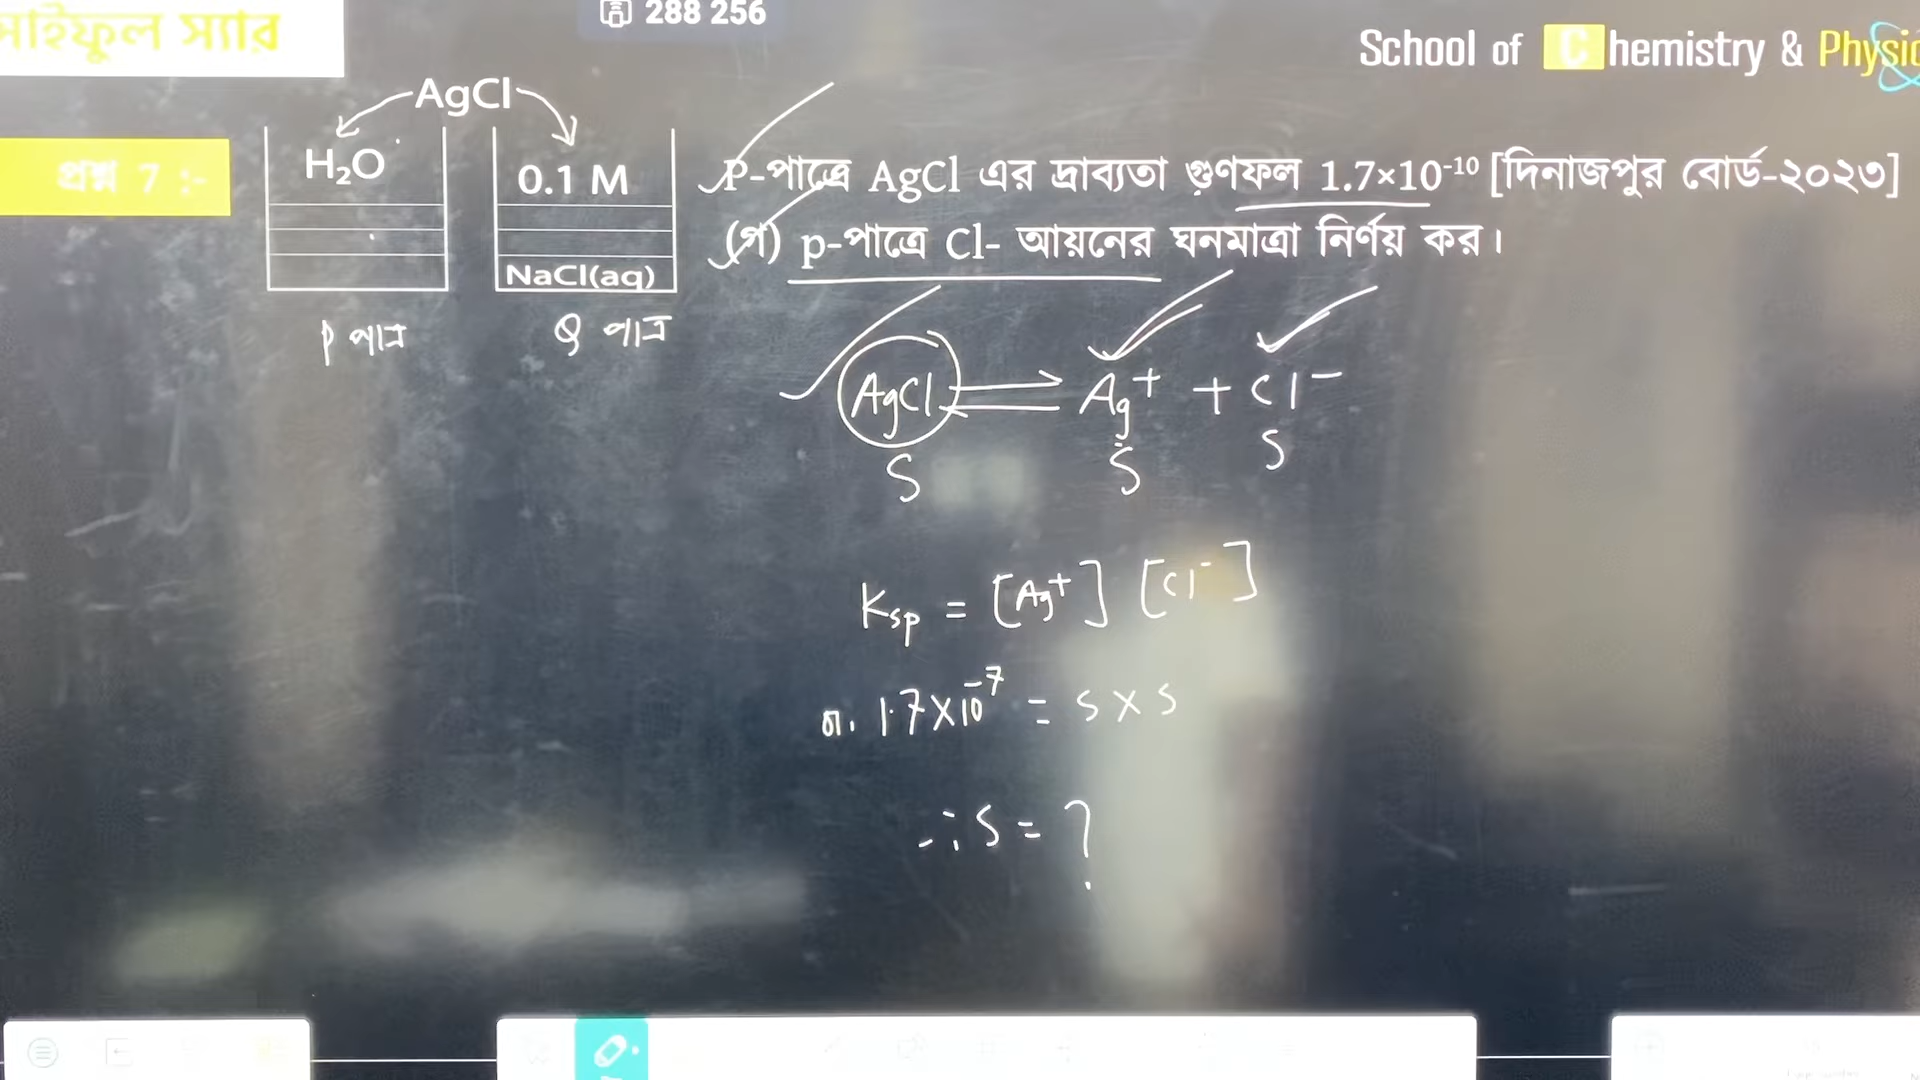 সাইফুল স্যার
288 256
School of Chemistry & Physic
AgCl
প্রশ্ন 7 :-
H₂O
0.1 M
NaCl(aq)
P পাত্র
Q পাত্র
P-পাত্রে AgCl এর দ্রাব্যতা গুণফল 1.7×10⁻¹⁰ [দিনাজপুর বোর্ড-২০২৩]
(গ) p-পাত্রে Cl- আয়নের ঘনমাত্রা নির্ণয় কর।
AgCl ⇌ Ag⁺ + Cl⁻
S S S
Ksp = [Ag⁺] [Cl⁻]
বা. 1.7×10⁻⁷ = S × S
∴ S = ?